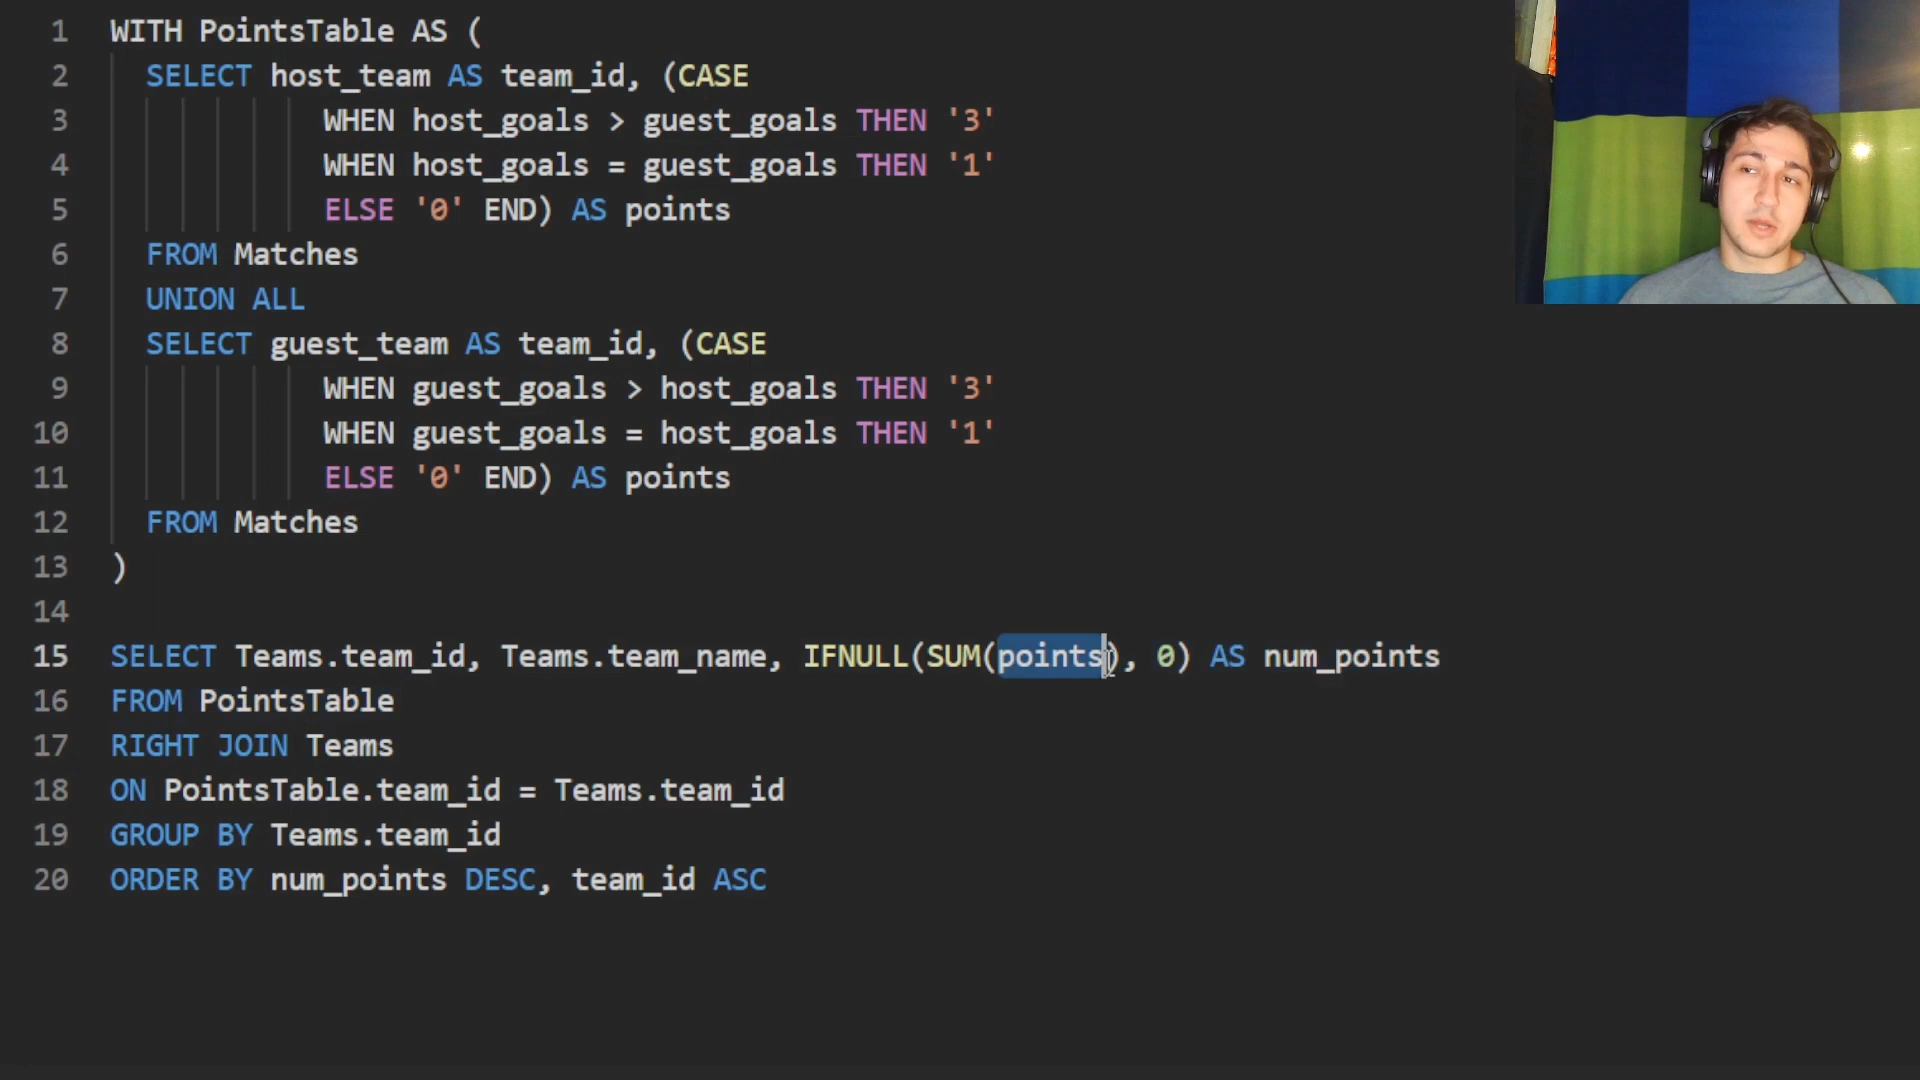 1 WITH PointsTable AS (
2 SELECT host_team AS team_id, (CASE
3 WHEN host_goals > guest_goals THEN '3'
4 WHEN host_goals = guest_goals THEN '1'
5 ELSE '0' END) AS points
6 FROM Matches
7 UNION ALL
8 SELECT guest_team AS team_id, (CASE
9 WHEN guest_goals > host_goals THEN '3'
10 WHEN guest_goals = host_goals THEN '1'
11 ELSE '0' END) AS points
12 FROM Matches
13 )
14
15 SELECT Teams.team_id, Teams.team_name, IFNULL(SUM(points), 0) AS num_points
16 FROM PointsTable
17 RIGHT JOIN Teams
18 ON PointsTable.team_id = Teams.team_id
19 GROUP BY Teams.team_id
20 ORDER BY num_points DESC, team_id ASC